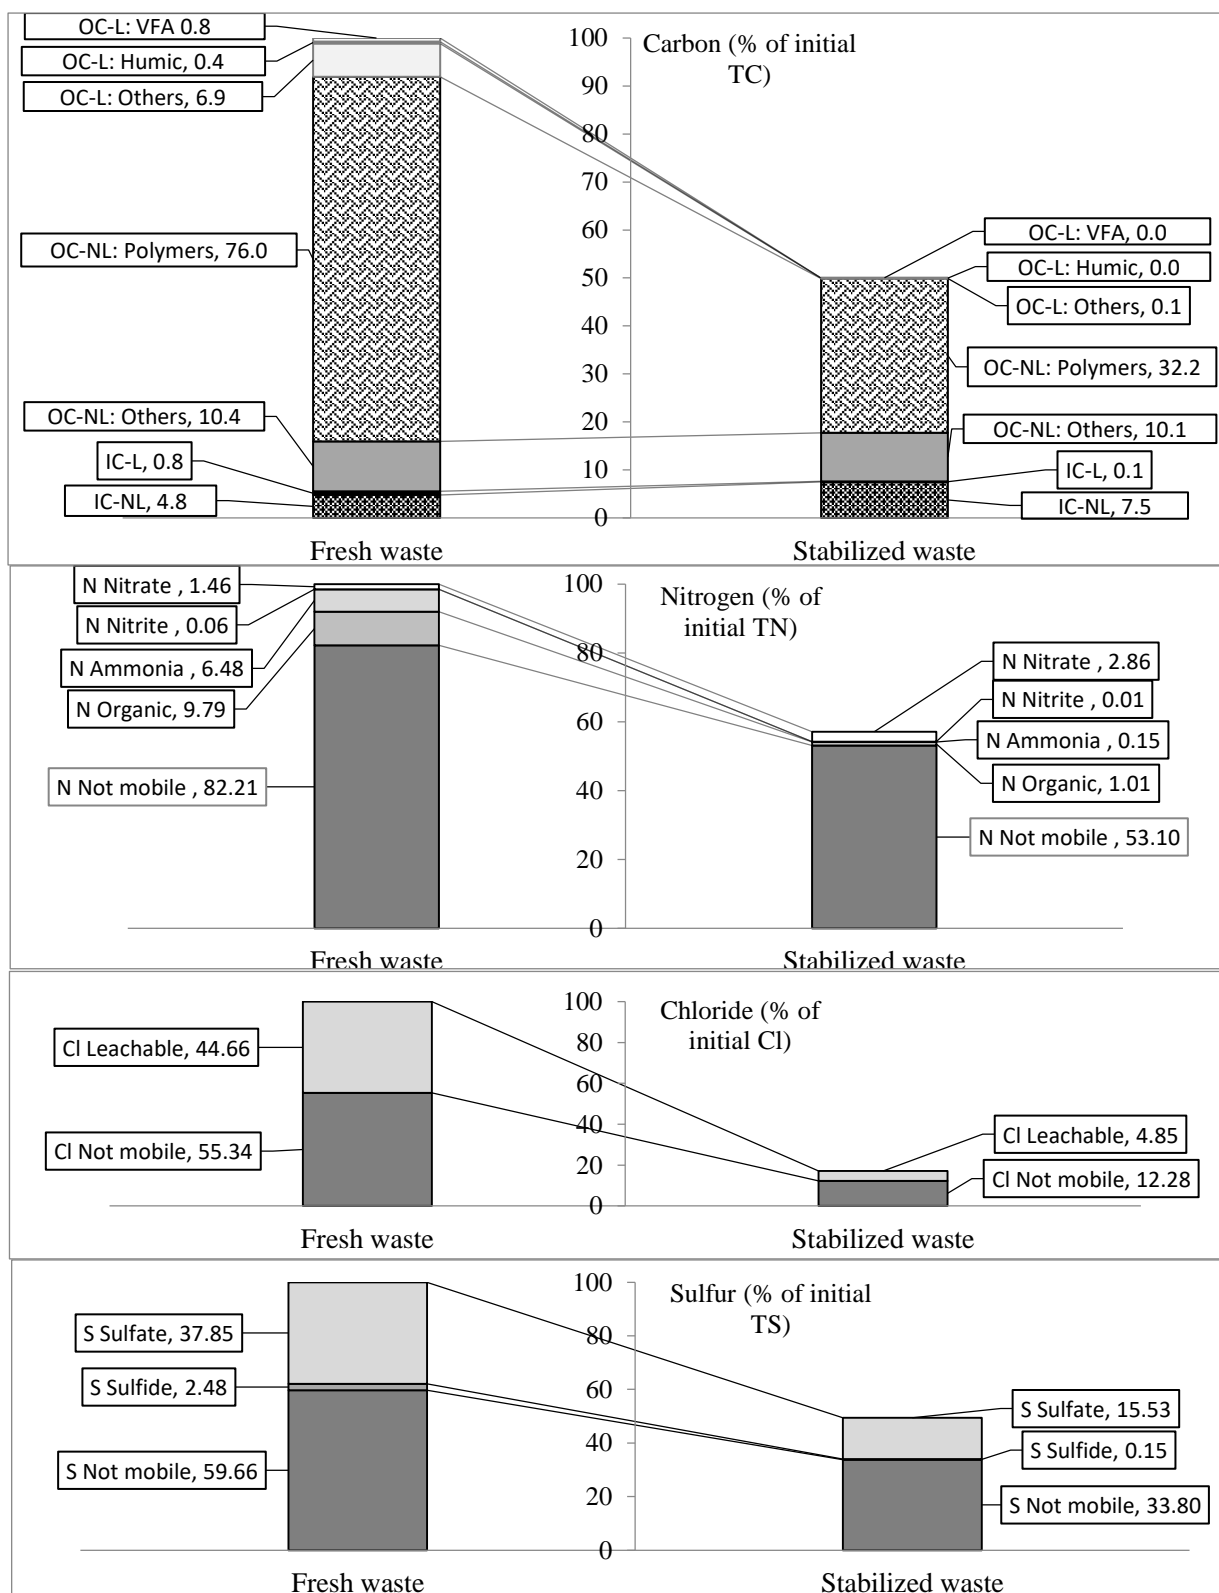 OC-L: VFA 0.8
OC-L: Humic, 0.4
OC-L: Others, 6.9
OC-NL: Polymers, 76.0
OC-NL: Others, 10.4
IC-L, 0.8
IC-NL, 4.8
100
90
80
70
60
50
40
30
20
10
0
Carbon (% of initial
TC)
OC-L: VFA, 0.0
OC-L: Humic, 0.0
OC-L: Others, 0.1
OC-NL: Polymers, 32.2
OC-NL: Others, 10.1
IC-L, 0.1
IC-NL, 7.5
Fresh waste
Stabilized waste
N Nitrate , 1.46
N Nitrite , 0.06
N Ammonia , 6.48
N Organic, 9.79
N Not mobile , 82.21
100
80
60
40
20
0
Nitrogen (% of
initial TN)
N Nitrate , 2.86
N Nitrite , 0.01
N Ammonia , 0.15
N Organic, 1.01
N Not mobile , 53.10
Fresh waste
Stabilized waste
Cl Leachable, 44.66
Cl Not mobile, 55.34
100
80
60
40
20
0
Chloride (% of
initial Cl)
Cl Leachable, 4.85
Cl Not mobile, 12.28
Fresh waste
Stabilized waste
S Sulfate, 37.85
S Sulfide, 2.48
S Not mobile, 59.66
100
80
60
40
20
0
Sulfur (% of initial
TS)
S Sulfate, 15.53
S Sulfide, 0.15
S Not mobile, 33.80
Fresh waste
Stabilized waste